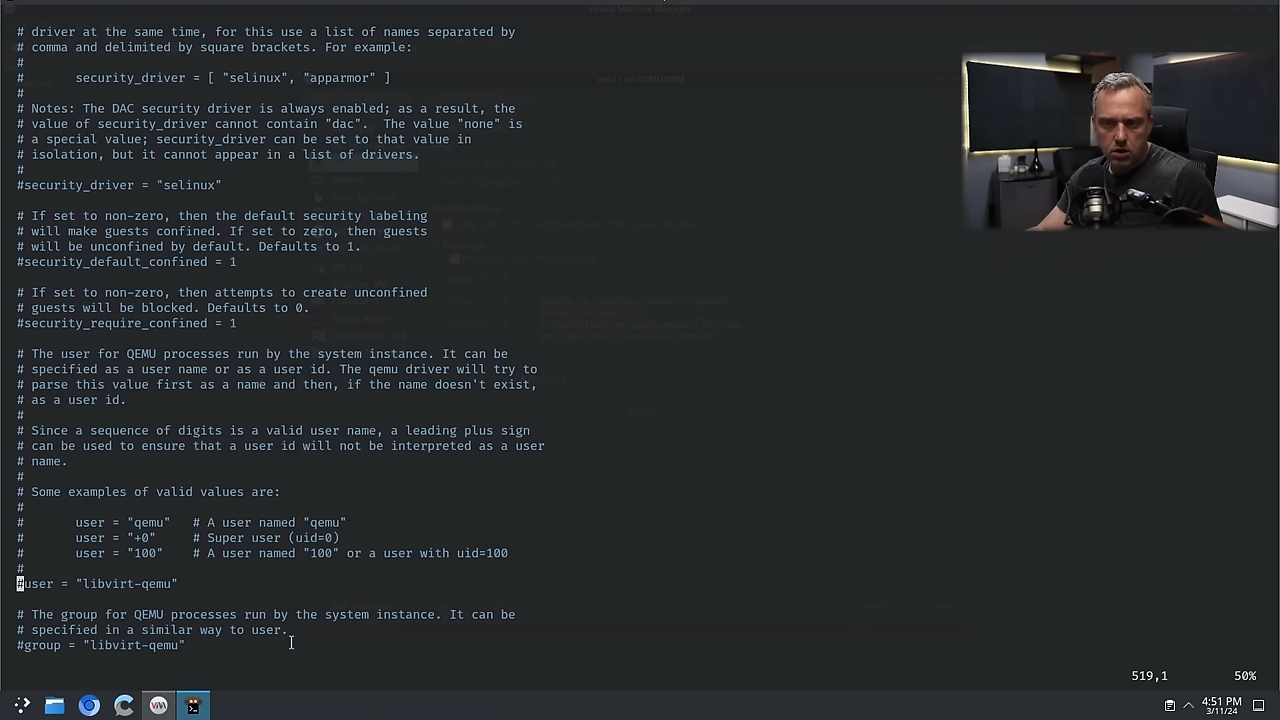 Virtual Machine Manager
# driver at the same time, for this use a list of names separated by
# comma and delimited by square brackets. For example:
#
#       security_driver = [ "selinux", "apparmor" ]
#
# Notes: The DAC security driver is always enabled; as a result, the
# value of security_driver cannot contain "dac".  The value "none" is
# a special value; security_driver can be set to that value in
# isolation, but it cannot appear in a list of drivers.
#
#security_driver = "selinux"

# If set to non-zero, then the default security labeling
# will make guests confined. If set to zero, then guests
# will be unconfined by default. Defaults to 1.
#security_default_confined = 1

# If set to non-zero, then attempts to create unconfined
# guests will be blocked. Defaults to 0.
#security_require_confined = 1

# The user for QEMU processes run by the system instance. It can be
# specified as a user name or as a user id. The qemu driver will try to
# parse this value first as a name and then, if the name doesn't exist,
# as a user id.
#
# Since a sequence of digits is a valid user name, a leading plus sign
# can be used to ensure that a user id will not be interpreted as a user
# name.
#
# Some examples of valid values are:
#
#       user = "qemu"   # A user named "qemu"
#       user = "+0"     # Super user (uid=0)
#       user = "100"    # A user named "100" or a user with uid=100
#
#user = "libvirt-qemu"

# The group for QEMU processes run by the system instance. It can be
# specified in a similar way to user.
#group = "libvirt-qemu"
519,1 50%
4:51 PM
3/11/24